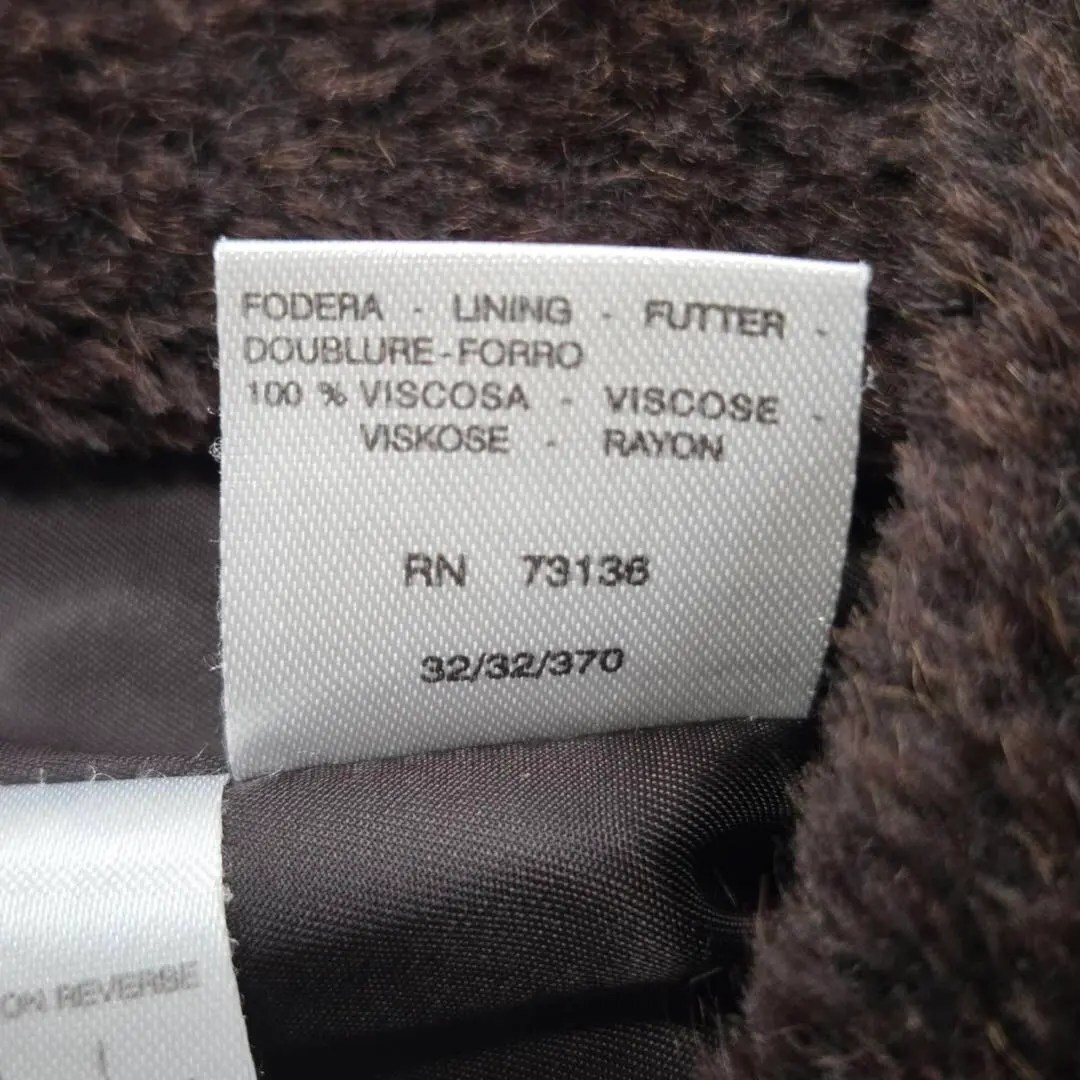 FODERA - LINING - FUTTER -
DOUBLURE-FORRO
100 % VISCOSA - VISCOSE -
VISKOSE - RAYON
RN 73136
32/32/370
ON REVERSE